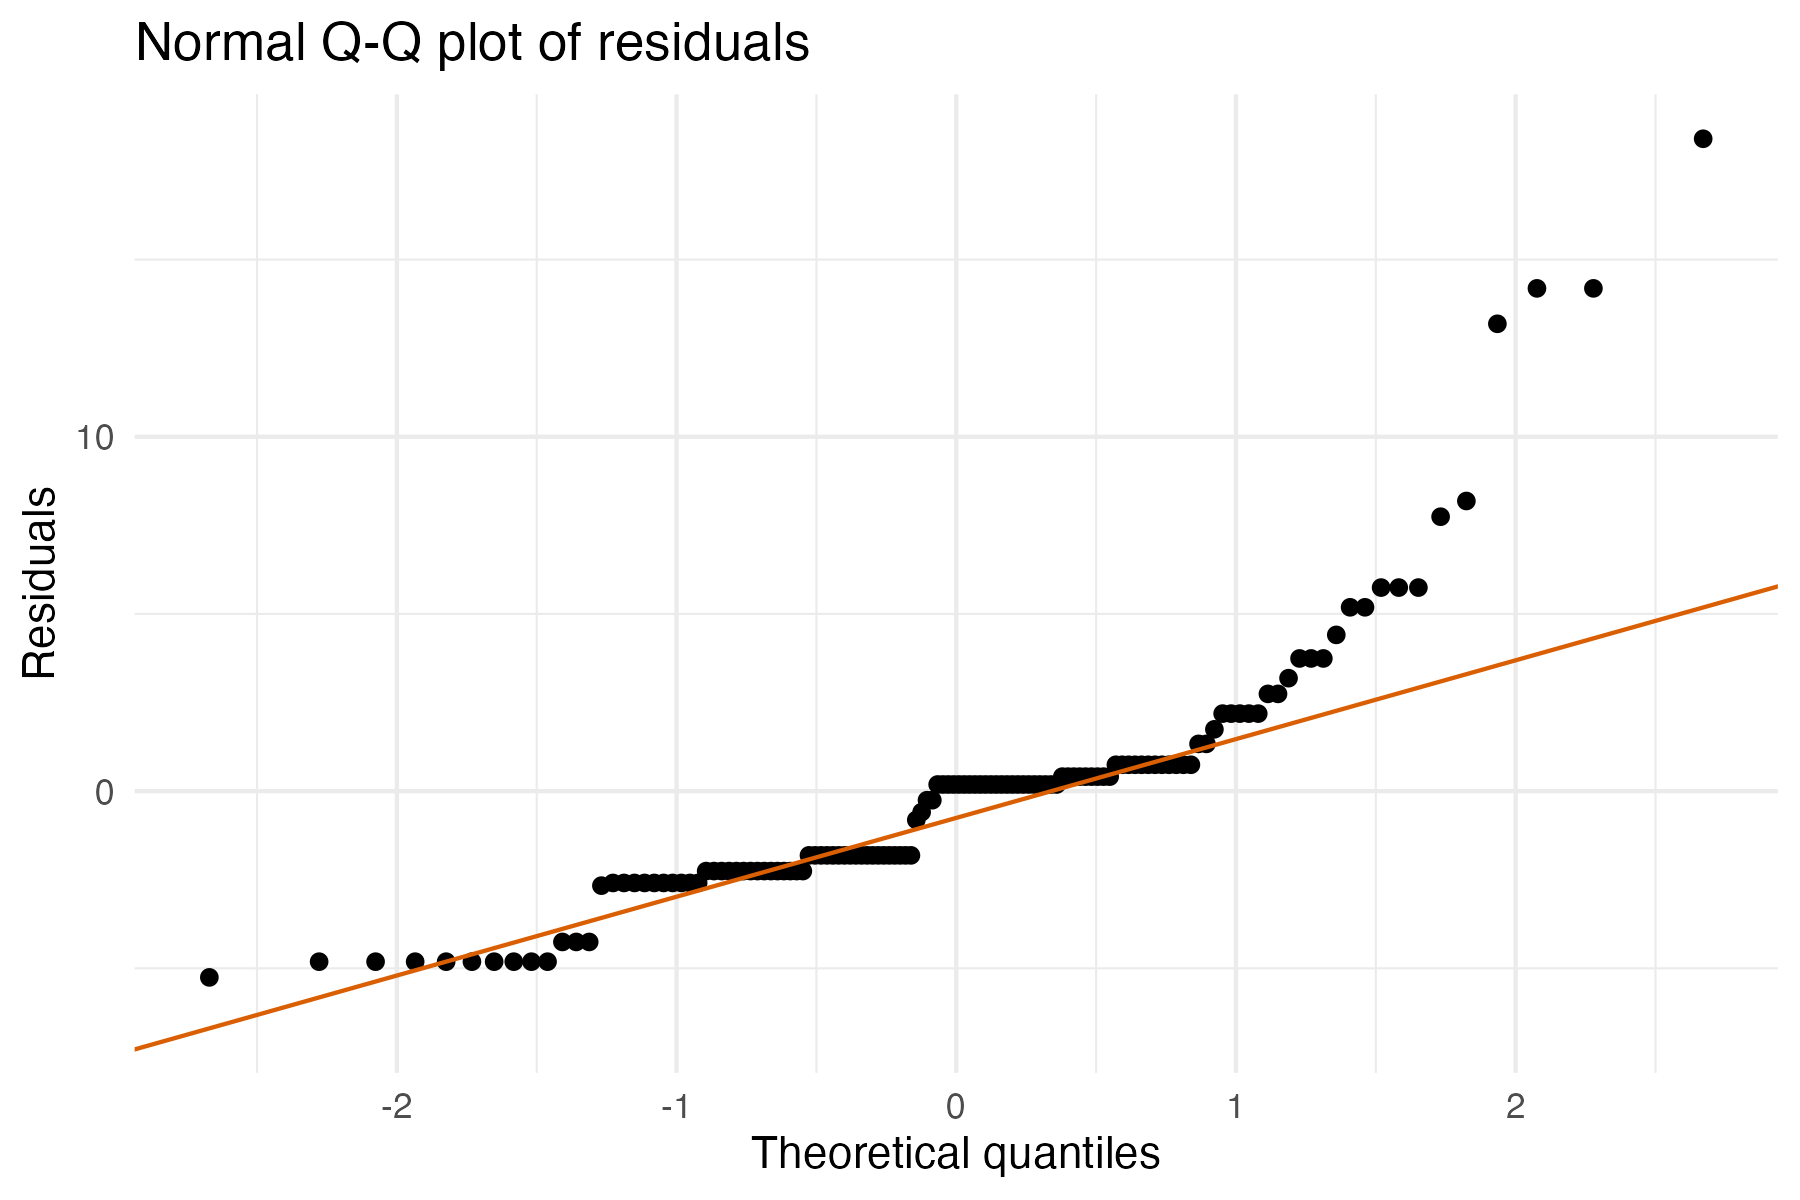 Normal Q-Q plot of residuals
Residuals
10
0
-2
-1
0
1
2
Theoretical quantiles